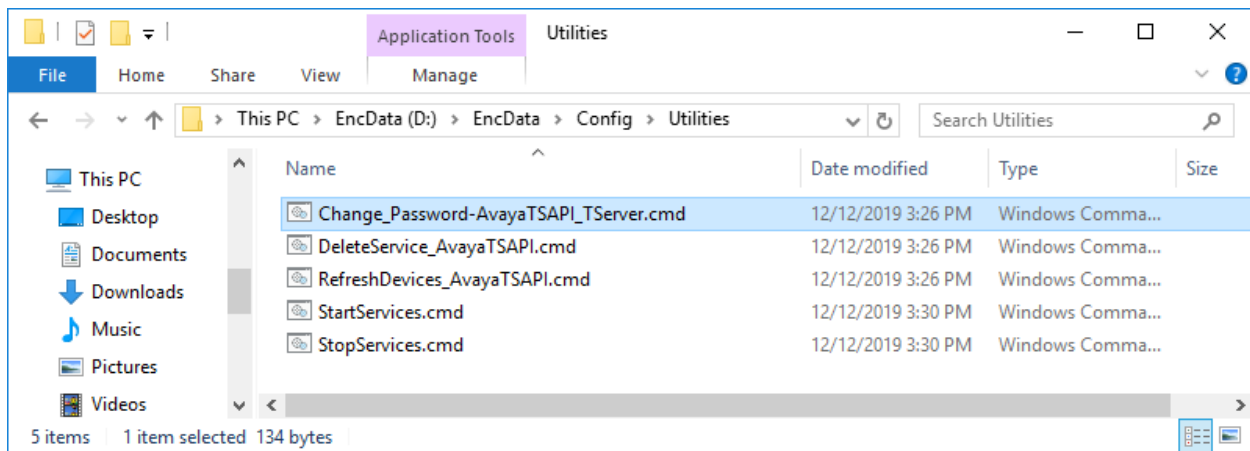 Application Tools Utilities
File Home Share View Manage
This PC > EncData (D:) > EncData > Config > Utilities Search Utilities
Name Date modified Type Size
This PC
Desktop
Documents
Downloads
Music
Pictures
Videos
Change_Password-AvayaTSAPI_TServer.cmd 12/12/2019 3:26 PM Windows Comma...
DeleteService_AvayaTSAPI.cmd 12/12/2019 3:26 PM Windows Comma...
RefreshDevices_AvayaTSAPI.cmd 12/12/2019 3:26 PM Windows Comma...
StartServices.cmd 12/12/2019 3:30 PM Windows Comma...
StopServices.cmd 12/12/2019 3:30 PM Windows Comma...
5 items 1 item selected 134 bytes